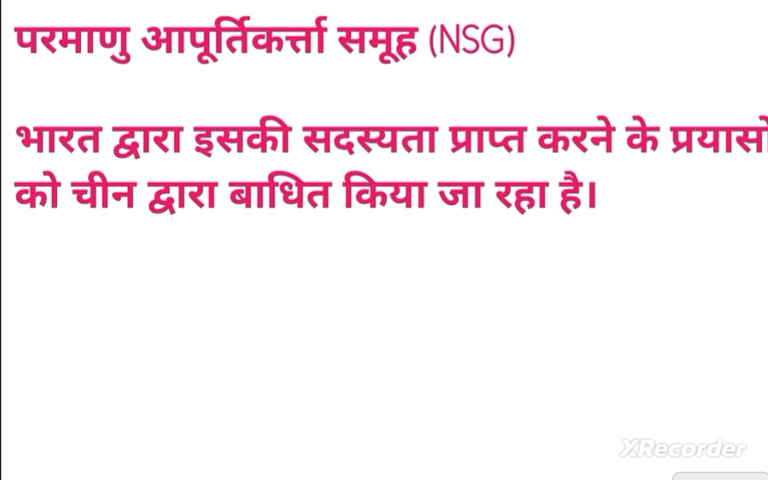 परमाणु आपूर्तिकर्त्ता समूह (NSG)
भारत द्वारा इसकी सदस्यता प्राप्त करने के प्रयासों
को चीन द्वारा बाधित किया जा रहा है।
XRecorder